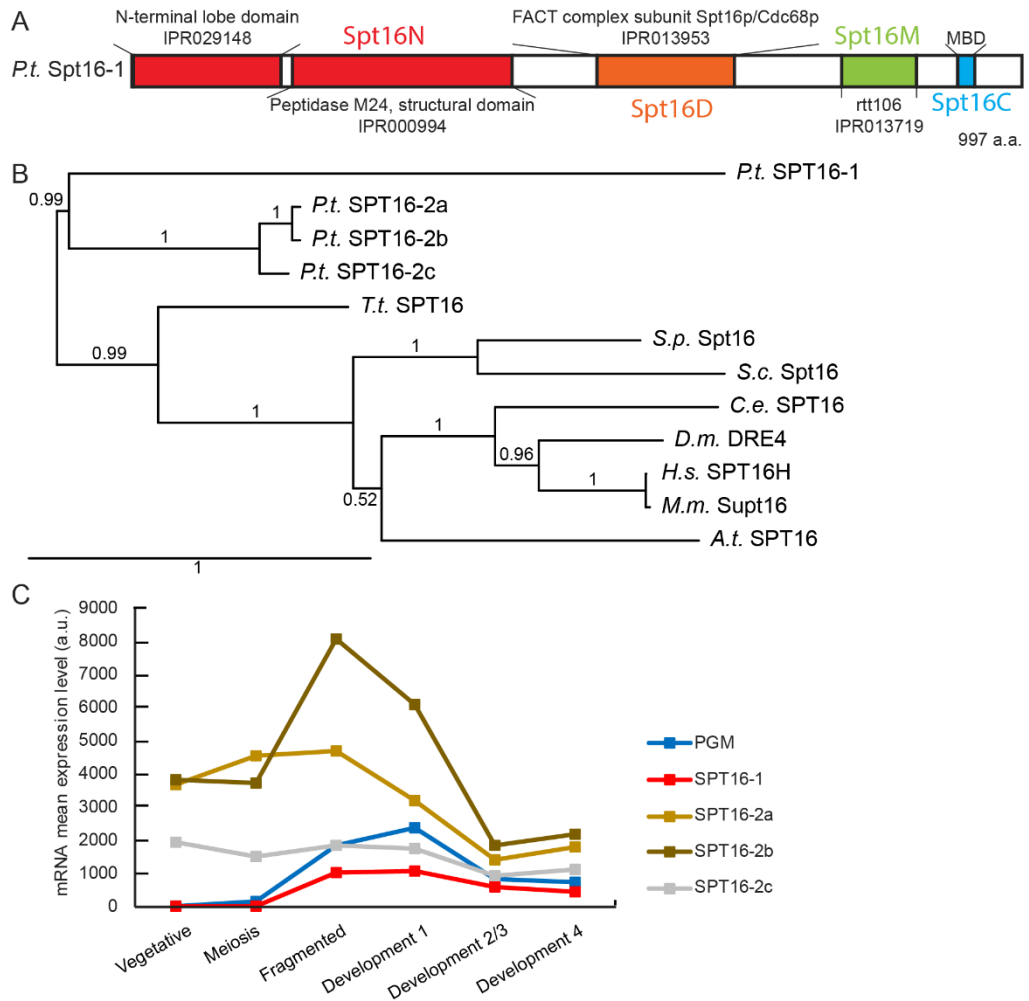 A
N-terminal lobe domain
IPR029148
Spt16N
FACT complex subunit Spt16p/Cdc68p
IPR013953
Spt16M
MBD
P.t. Spt16-1
Peptidase M24, structural domain
IPR000994
Spt16D
rtt106
IPR013719
Spt16C
997 a.a.
B
P.t. SPT16-1
0.99
P.t. SPT16-2a
1
1
P.t. SPT16-2b
P.t. SPT16-2c
T.t. SPT16
S.p. Spt16
1
0.99
S.c. Spt16
C.e. SPT16
1
1
D.m. DRE4
0.96
H.s. SPT16H
1
0.52
M.m. Supt16
A.t. SPT16
1
C
mRNA mean expression level (a.u.)
9000
8000
7000
6000
5000
4000
3000
2000
1000
0
Vegetative
Meiosis
Fragmented
Development 1
Development 2/3
Development 4
PGM
SPT16-1
SPT16-2a
SPT16-2b
SPT16-2c